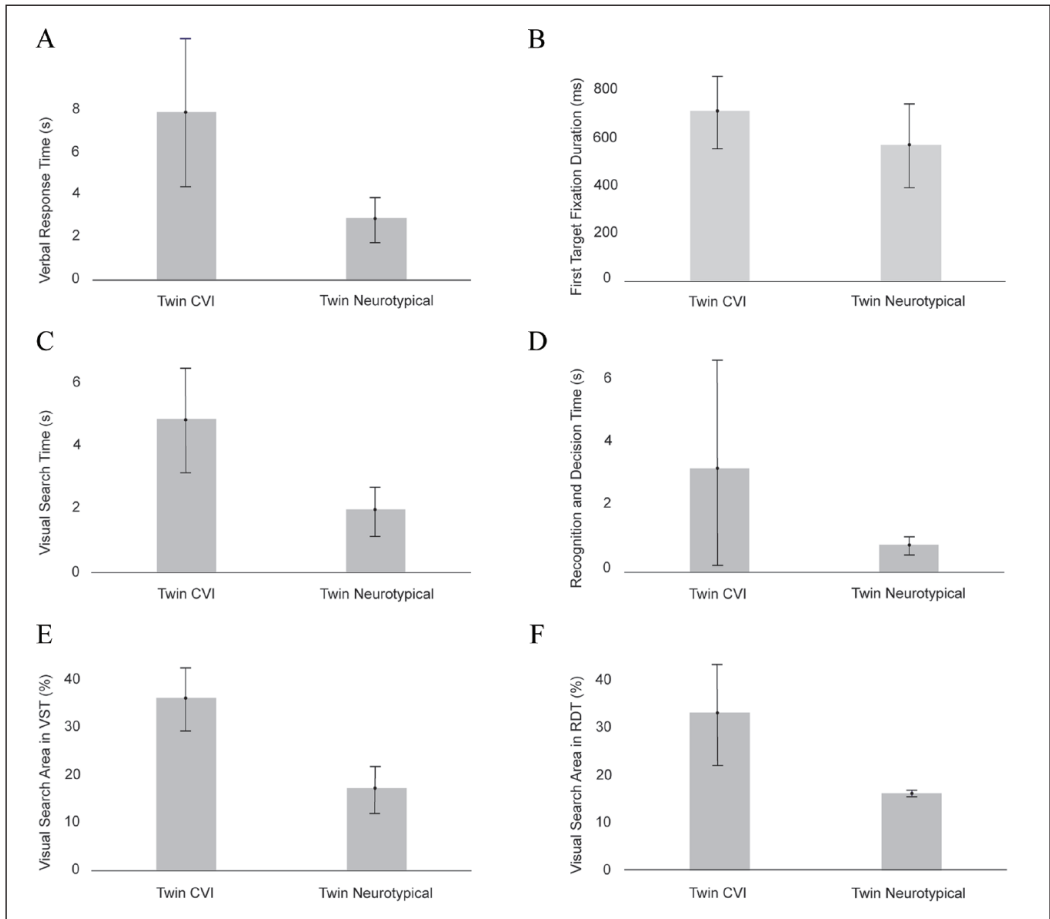 A
Verbal Response Time (s)
8
6
4
2
0
Twin CVI
Twin Neurotypical
B
First Target Fixation Duration (ms)
800
600
400
200
0
Twin CVI
Twin Neurotypical
C
Visual Search Time (s)
6
4
2
0
Twin CVI
Twin Neurotypical
D
Recognition and Decision Time (s)
6
4
2
0
Twin CVI
Twin Neurotypical
E
Visual Search Area in VST (%)
40
30
20
10
0
Twin CVI
Twin Neurotypical
F
Visual Search Area in RDT (%)
40
30
20
10
0
Twin CVI
Twin Neurotypical